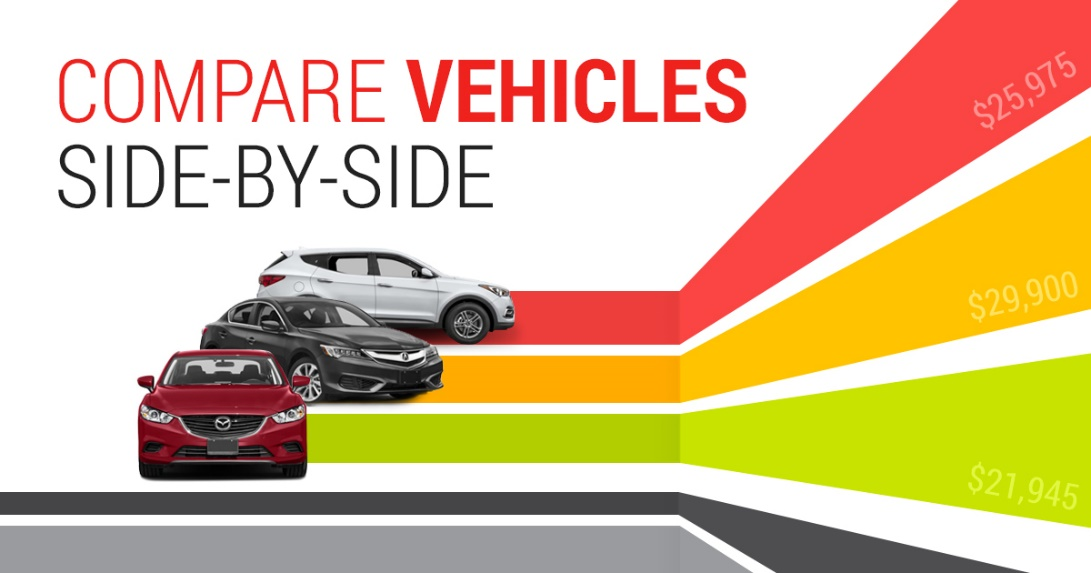 COMPARE VEHICLES
SIDE-BY-SIDE
$25,975
$29,900
$21,945